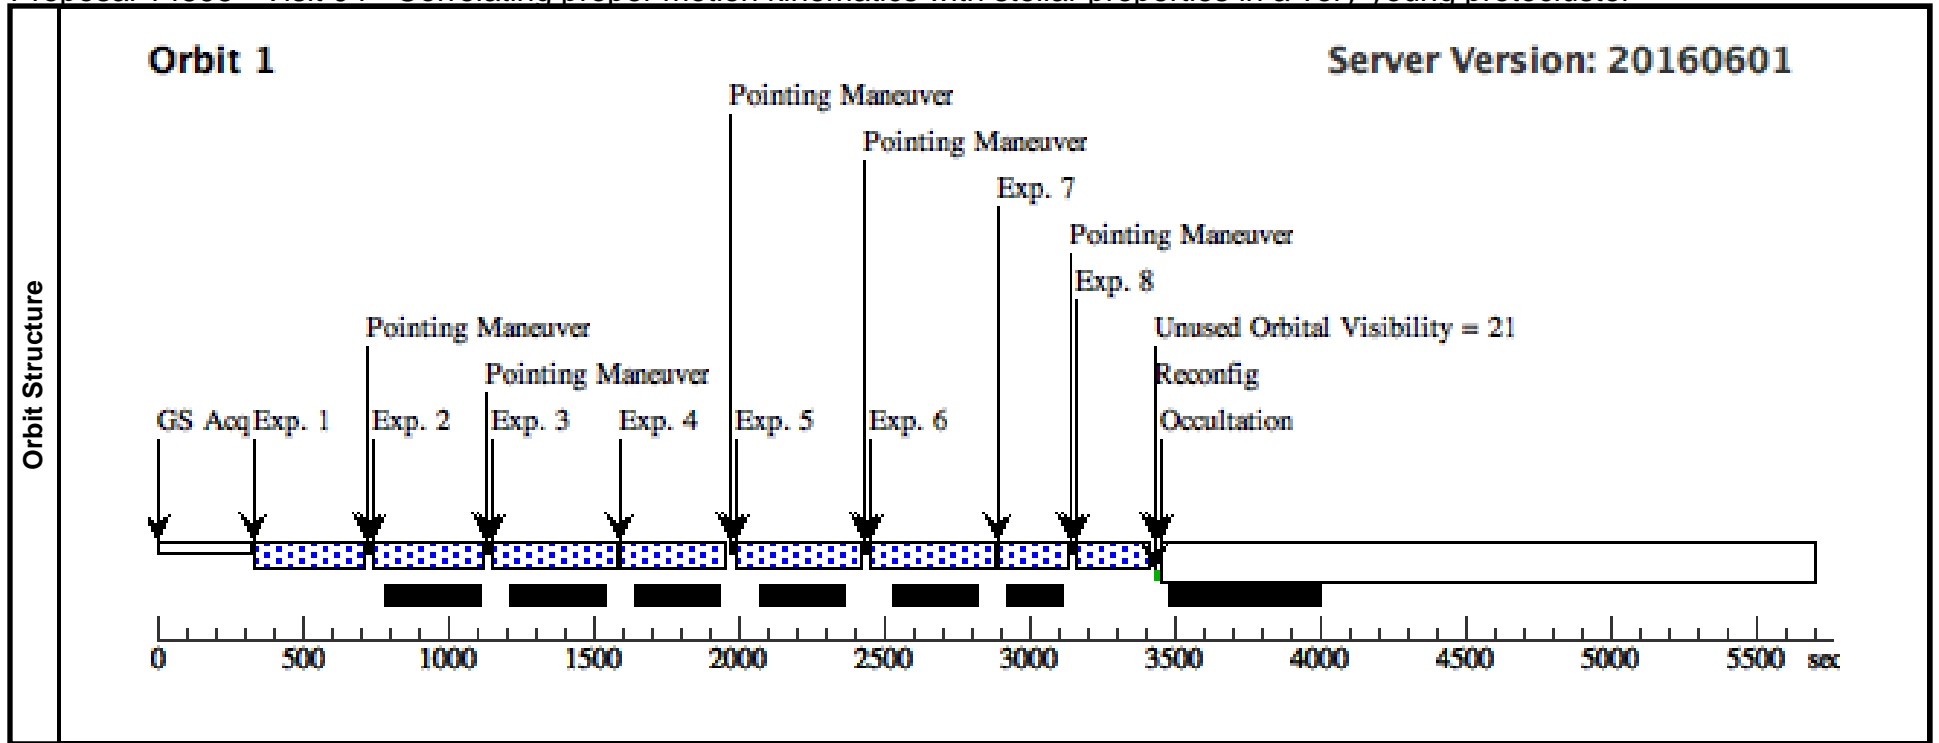 Orbit 1
Server Version: 20160601
Pointing Maneuver
Pointing Maneuver
Exp. 7
Pointing Maneuver
Exp. 8
Pointing Maneuver
Unused Orbital Visibility = 21
Pointing Maneuver
Reconfig
GS Acq Exp. 1 Exp. 2 Exp. 3 Exp. 4 Exp. 5 Exp. 6 Occultation
Orbit Structure
0 500 1000 1500 2000 2500 3000 3500 4000 4500 5000 5500 sec